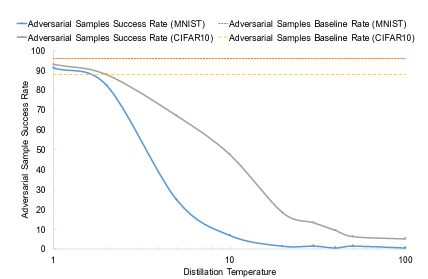 Adversarial Samples Success Rate (MNIST) Adversarial Samples Baseline Rate (MNIST)
Adversarial Samples Success Rate (CIFAR10) Adversarial Samples Baseline Rate (CIFAR10)
100
90
80
70
60
50
40
30
20
10
0
Adversarial Sample Success Rate
1 10 100
Distillation Temperature